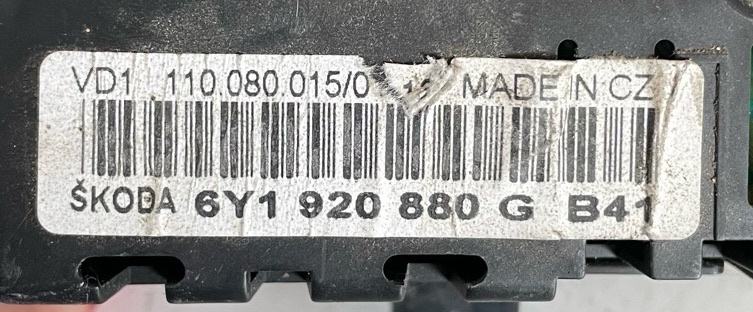 VD1 110.080.015/0 MADE IN CZ
ŠKODA 6Y1 920 880 G B41